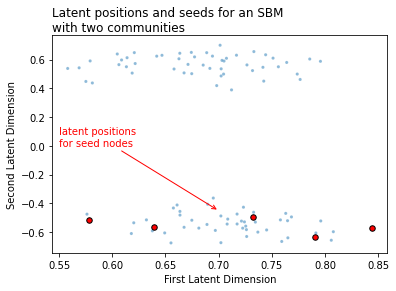 Latent positions and seeds for an SBM
with two communities
Second Latent Dimension
0.6
0.4
0.2
0.0
−0.2
−0.4
−0.6
latent positions
for seed nodes
0.55
0.60
0.65
0.70
0.75
0.80
0.85
First Latent Dimension